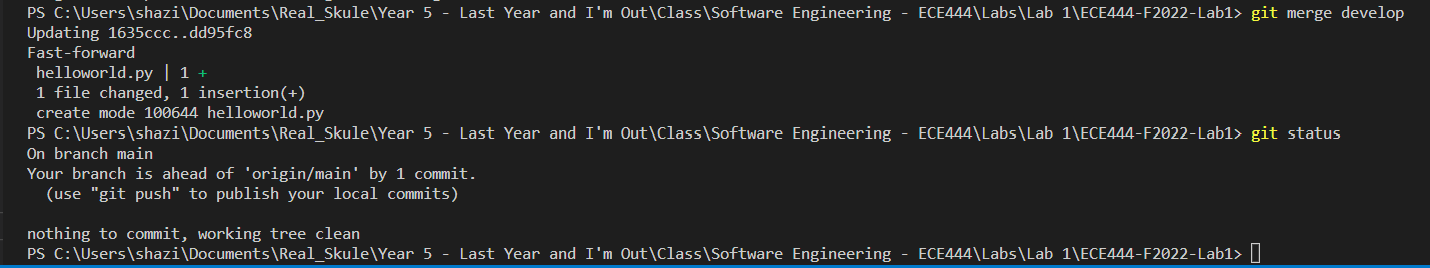 PS C:\Users\shazi\Documents\Real_Skule\Year 5 - Last Year and I'm Out\Class\Software Engineering - ECE444\Labs\Lab 1\ECE444-F2022-Lab1> git merge develop
Updating 1635ccc..dd95fc8
Fast-forward
 helloworld.py | 1 +
 1 file changed, 1 insertion(+)
 create mode 100644 helloworld.py
PS C:\Users\shazi\Documents\Real_Skule\Year 5 - Last Year and I'm Out\Class\Software Engineering - ECE444\Labs\Lab 1\ECE444-F2022-Lab1> git status
On branch main
Your branch is ahead of 'origin/main' by 1 commit.
  (use "git push" to publish your local commits)

nothing to commit, working tree clean
PS C:\Users\shazi\Documents\Real_Skule\Year 5 - Last Year and I'm Out\Class\Software Engineering - ECE444\Labs\Lab 1\ECE444-F2022-Lab1>